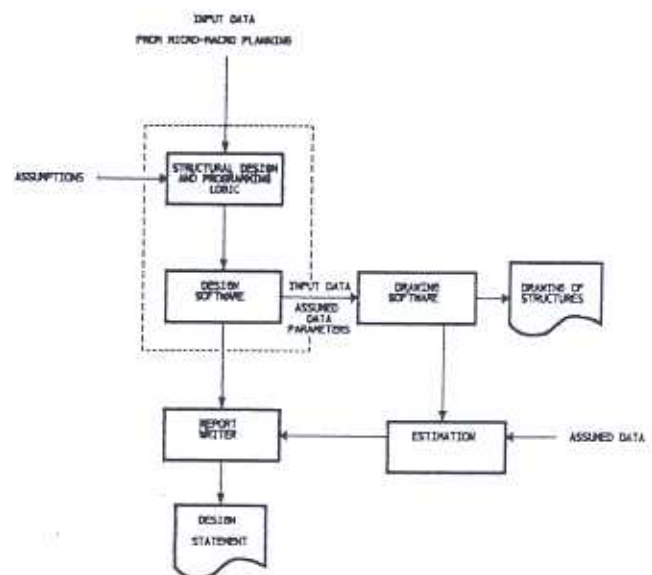 INPUT DATA
FROM MICRO-MACRO PLANNING
STRUCTURAL DESIGN
AND PROGRAMMING
LOGIC
ASSUMPTIONS
DESIGN
SOFTWARE
INPUT DATA
ASSUMED
DATA
PARAMETERS
DRAWING
SOFTWARE
DRAWING OF
STRUCTURES
REPORT
WRITER
ESTIMATION
ASSUMED DATA
DESIGN
STATEMENT